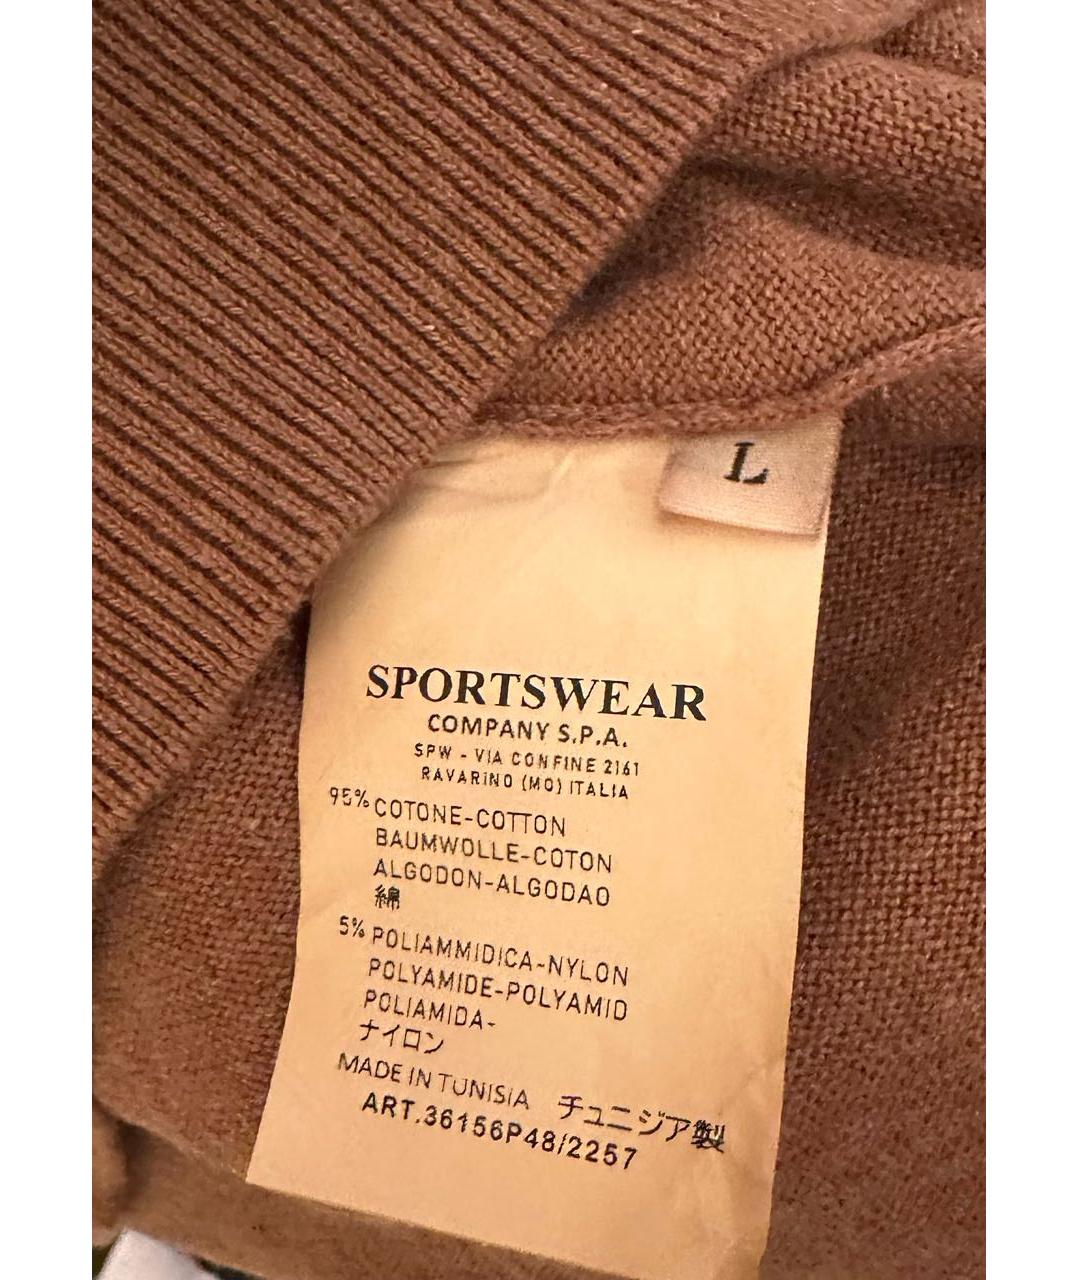 L
SPORTSWEAR
COMPANY S.P.A.
SPW - VIA CONFINE 2161
RAVARINO (MO) ITALIA
95% COTONE-COTTON
BAUMWOLLE-COTON
ALGODON-ALGODAO
綿
5% POLIAMMIDICA-NYLON
POLYAMIDE-POLYAMID
POLIAMIDA-
ナイロン
MADE IN TUNISIA チュニジア製
ART.36156P48/2257